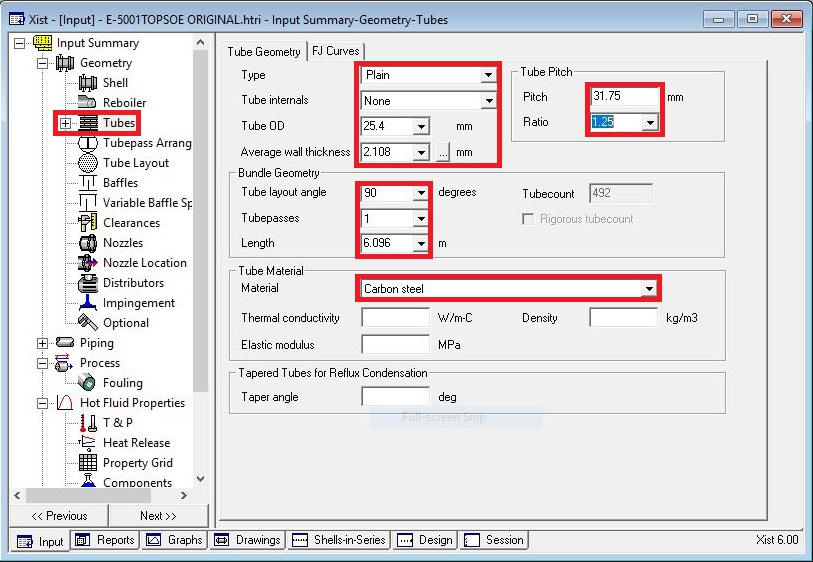 Xist - [Input] - E-5001TOPSOE ORIGINAL.htri - Input Summary-Geometry-Tubes
Input Summary
Geometry
Shell
Reboiler
Tubes
Tubepass Arrang
Tube Layout
Baffles
Variable Baffle Sp
Clearances
Nozzles
Nozzle Location
Distributors
Impingement
Optional
Piping
Process
Fouling
Hot Fluid Properties
T & P
Heat Release
Property Grid
Components
<< Previous Next >>
Tube Geometry FJ Curves
Type Plain
Tube internals None
Tube OD 25.4 mm
Average wall thickness 2.108 ... mm
Tube Pitch
Pitch 31.75 mm
Ratio 1.25
Bundle Geometry
Tube layout angle 90 degrees Tubecount 492
Tubepasses 1 Rigorous tubecount
Length 6.096 m
Tube Material
Material Carbon steel
Thermal conductivity W/m-C Density kg/m3
Elastic modulus MPa
Tapered Tubes for Reflux Condensation
Taper angle deg
Full-screen Snip
Input Reports Graphs Drawings Shells-in-Series Design Session Xist 6.00